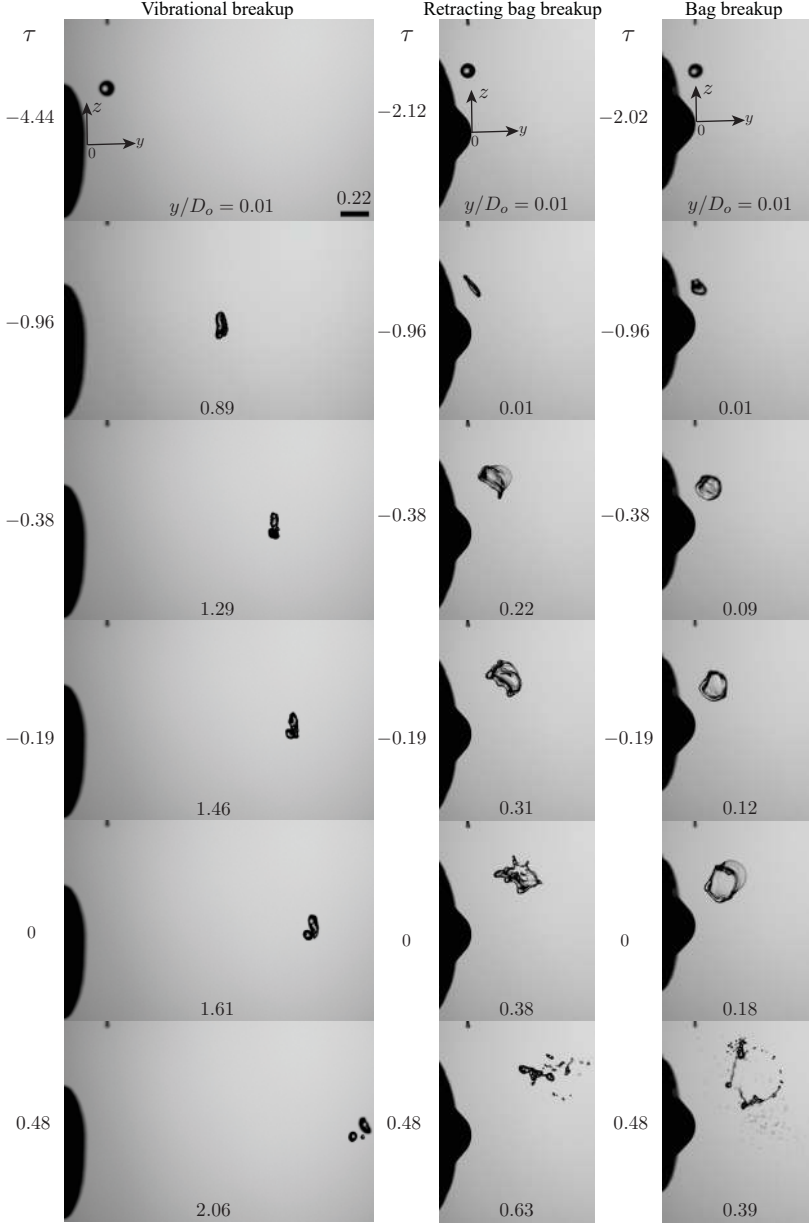 Vibrational breakup Retracting bag breakup Bag breakup
τ τ τ
−4.44 z y 0 −2.12 z y 0 −2.02 z y 0
y/Dₒ = 0.01 0.22 y/Dₒ = 0.01 y/Dₒ = 0.01
−0.96 −0.96 −0.96
0.89 0.01 0.01
−0.38 −0.38 −0.38
1.29 0.22 0.09
−0.19 −0.19 −0.19
1.46 0.31 0.12
0 0 0
1.61 0.38 0.18
0.48 0.48 0.48
2.06 0.63 0.39